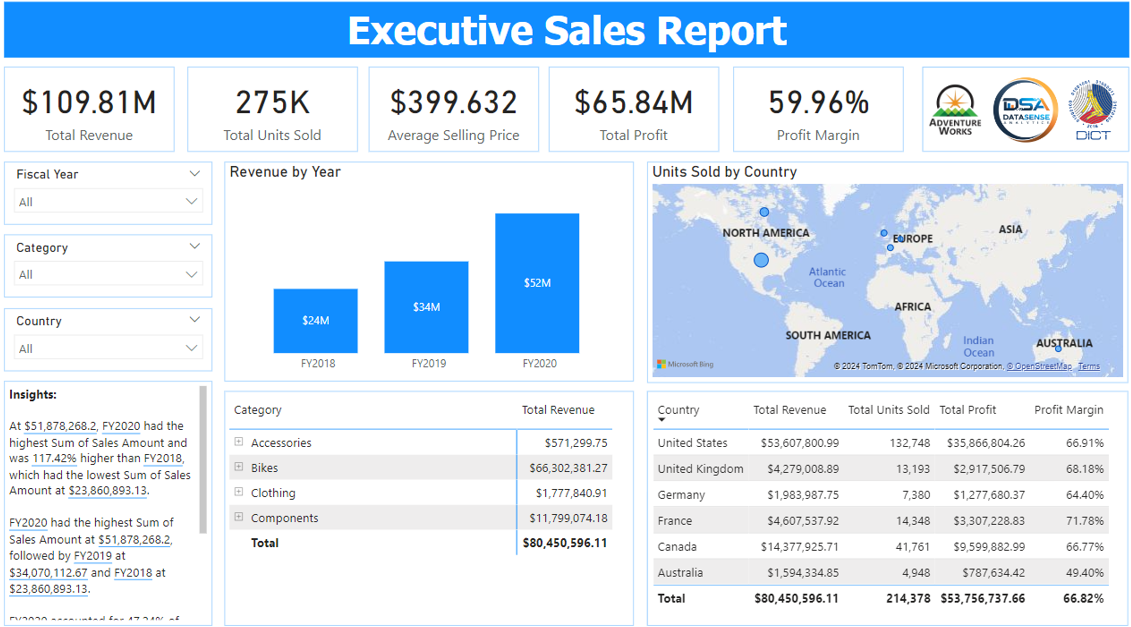 Executive Sales Report
$109.81M
Total Revenue
275K
Total Units Sold
$399.632
Average Selling Price
$65.84M
Total Profit
59.96%
Profit Margin
ADVENTURE
WORKS
DSA
DATASENSE
ANALYTICS
DICT
Fiscal Year
All
Category
All
Country
All
Insights:
At $51,878,268.2, FY2020 had the
highest Sum of Sales Amount and
was 117.42% higher than FY2018,
which had the lowest Sum of Sales
Amount at $23,860,893.13.
FY2020 had the highest Sum of
Sales Amount at $51,878,268.2,
followed by FY2019 at
$34,070,112.67 and FY2018 at
$23,860,893.13.
FY2020 accounted for 47.24% of
Revenue by Year
$24M
$34M
$52M
FY2018 FY2019 FY2020
Units Sold by Country
NORTH AMERICA
EUROPE
ASIA
Atlantic
Ocean
AFRICA
SOUTH AMERICA
Indian
Ocean
AUSTRALIA
Microsoft Bing
© 2024 TomTom, © 2024 Microsoft Corporation, © OpenStreetMap Terms
Category Total Revenue
Accessories $571,299.75
Bikes $66,302,381.27
Clothing $1,777,840.91
Components $11,799,074.18
Total $80,450,596.11
Country Total Revenue Total Units Sold Total Profit Profit Margin
United States $53,607,800.99 132,748 $35,866,804.26 66.91%
United Kingdom $4,279,008.89 13,193 $2,917,506.79 68.18%
Germany $1,983,987.75 7,380 $1,277,680.37 64.40%
France $4,607,537.92 14,348 $3,307,228.83 71.78%
Canada $14,377,925.71 41,761 $9,599,882.99 66.77%
Australia $1,594,334.85 4,948 $787,634.42 49.40%
Total $80,450,596.11 214,378 $53,756,737.66 66.82%